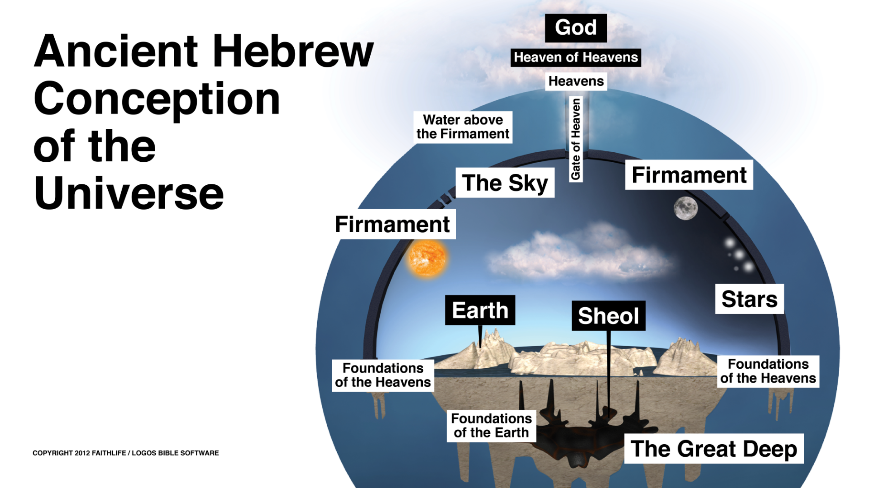 Ancient Hebrew
Conception
of the
Universe
God
Heaven of Heavens
Heavens
Gate of Heaven
Water above
the Firmament
The Sky
Firmament
Firmament
Stars
Earth
Sheol
Foundations
of the Heavens
Foundations
of the Heavens
Foundations
of the Earth
The Great Deep
COPYRIGHT 2012 FAITHLIFE / LOGOS BIBLE SOFTWARE